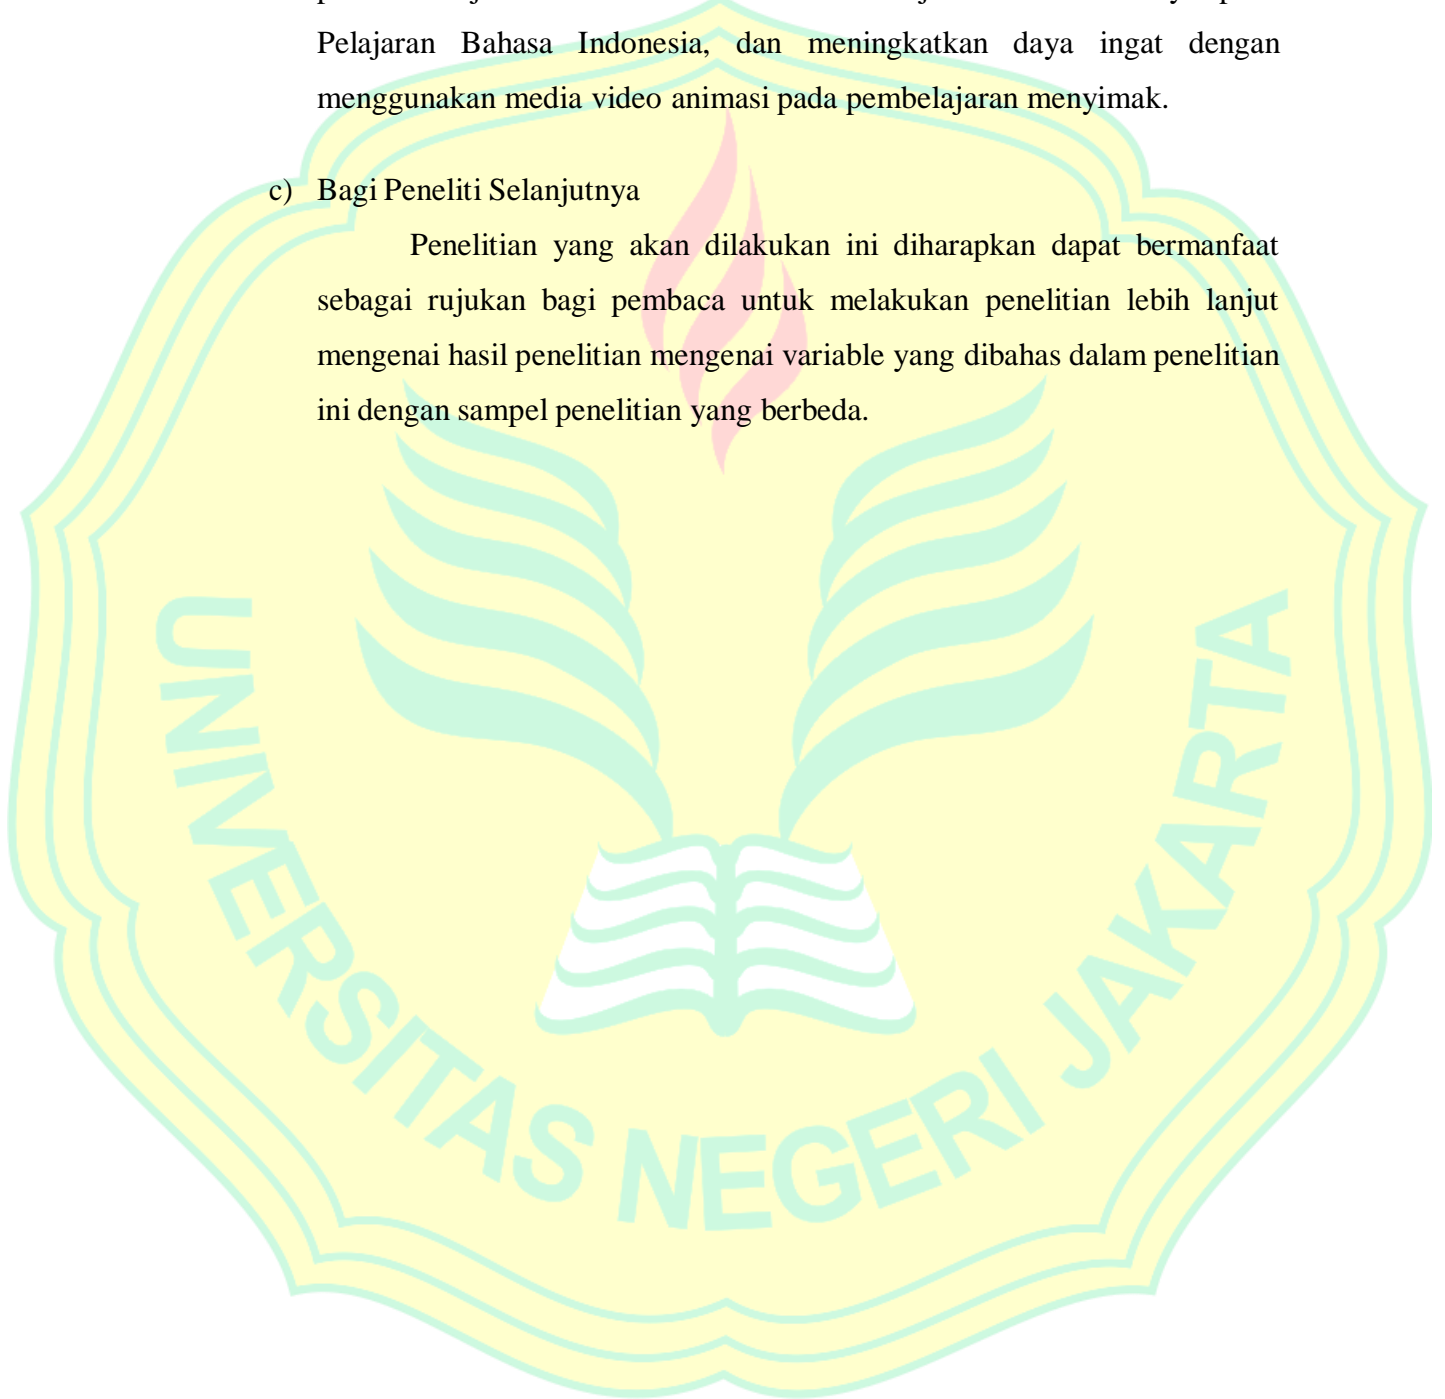 Pelajaran Bahasa Indonesia, dan meningkatkan daya ingat dengan
menggunakan media video animasi pada pembelajaran menyimak.
c) Bagi Peneliti Selanjutnya
Penelitian yang akan dilakukan ini diharapkan dapat bermanfaat
sebagai rujukan bagi pembaca untuk melakukan penelitian lebih lanjut
mengenai hasil penelitian mengenai variable yang dibahas dalam penelitian
ini dengan sampel penelitian yang berbeda.
UNIVERSITAS NEGERI JAKARTA